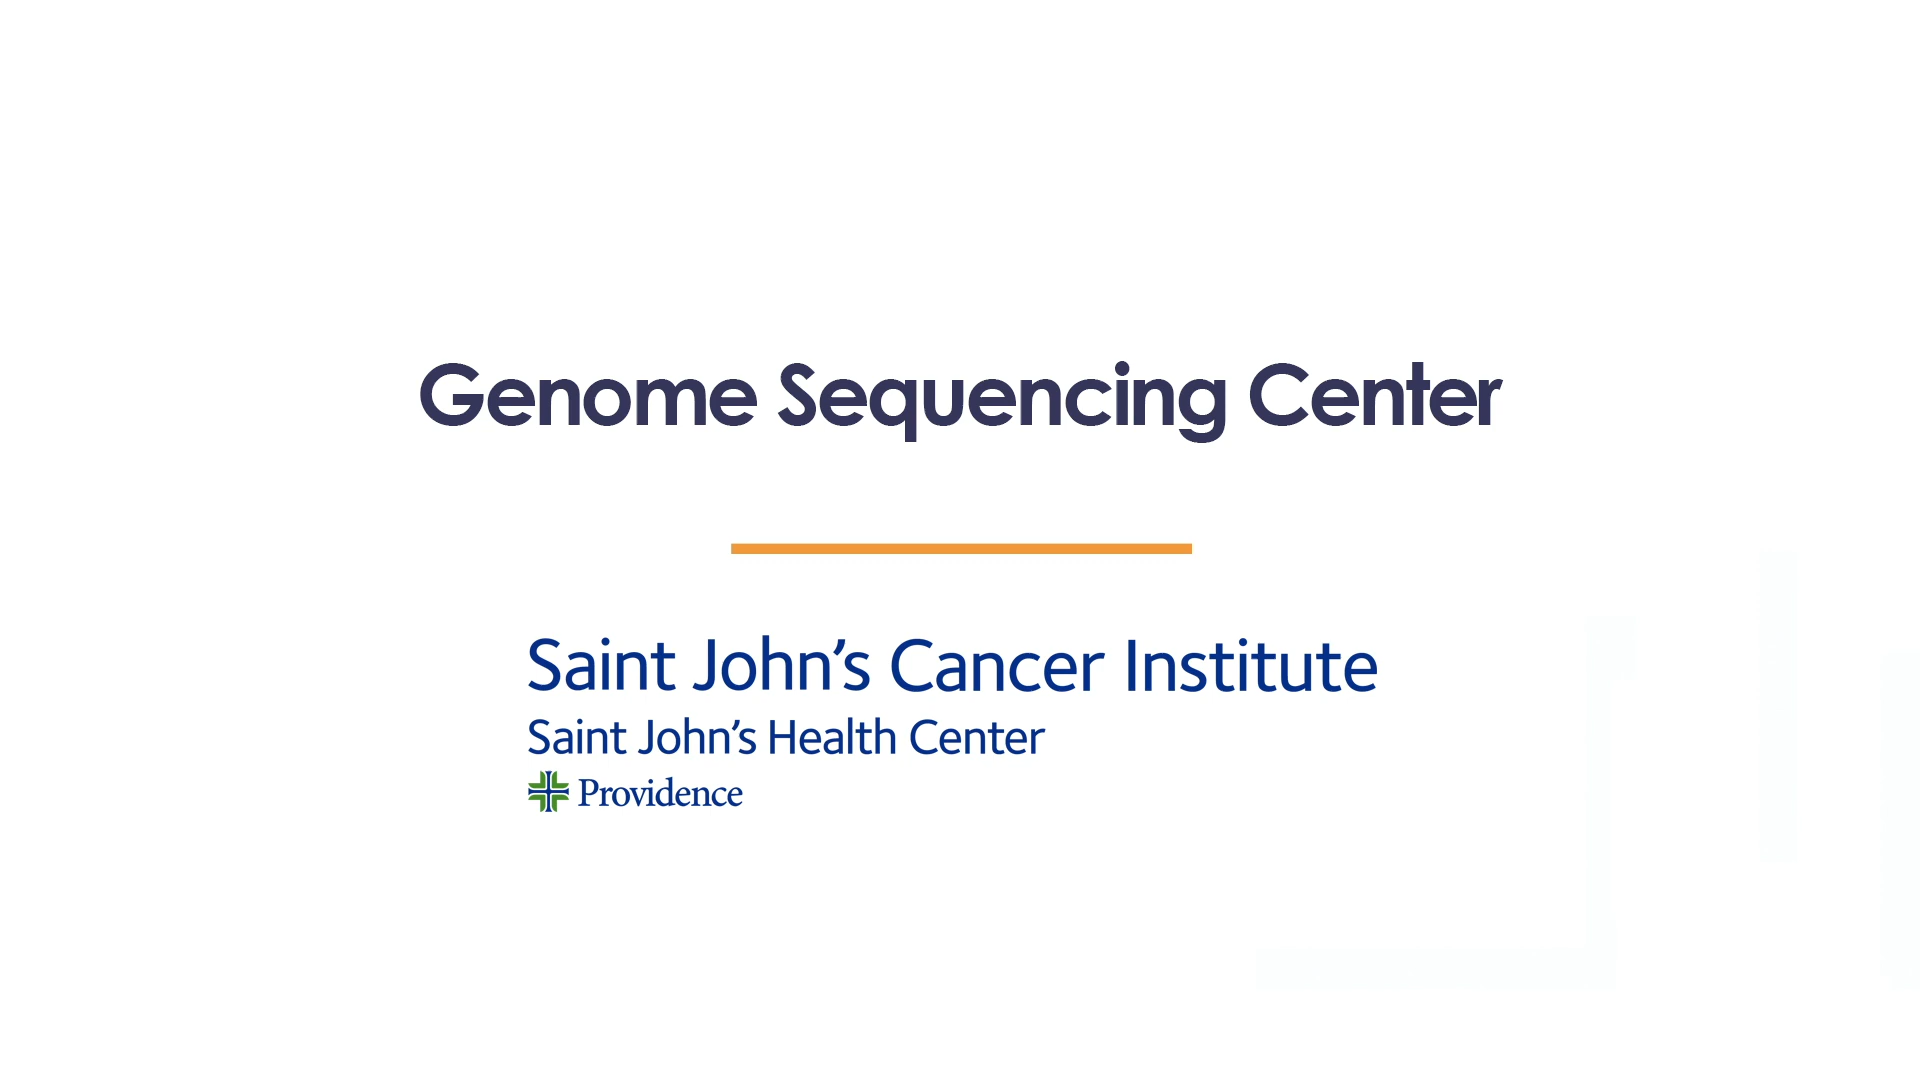 Genome Sequencing Center
Saint John’s Cancer Institute
Saint John’s Health Center
Providence